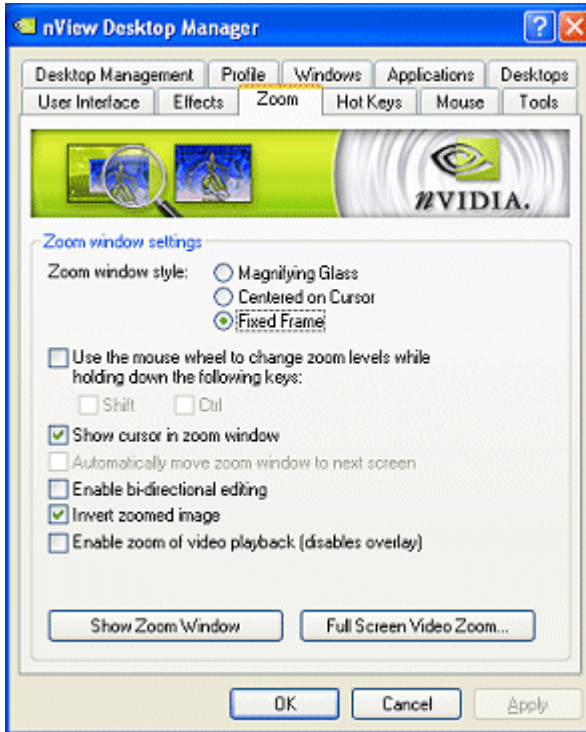 nView Desktop Manager
Desktop Management Profile Windows Applications Desktops
User Interface Effects Zoom Hot Keys Mouse Tools
nVIDIA.
Zoom window settings
Zoom window style: Magnifying Glass
Centered on Cursor
Fixed Frame
Use the mouse wheel to change zoom levels while
holding down the following keys:
Shift Ctrl
Show cursor in zoom window
Automatically move zoom window to next screen
Enable bi-directional editing
Invert zoomed image
Enable zoom of video playback (disables overlay)
Show Zoom Window Full Screen Video Zoom...
OK Cancel Apply